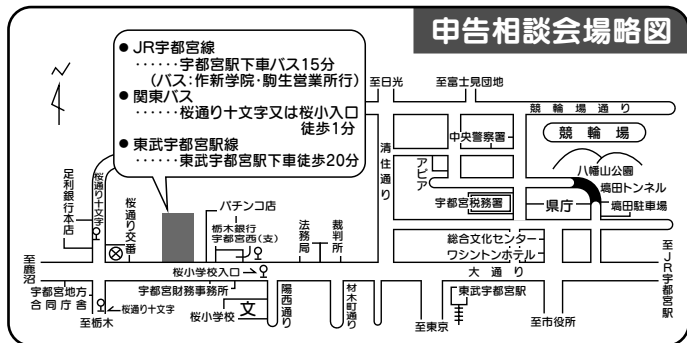 申告相談会場略図
● JR宇都宮線
……宇都宮駅下車バス15分
(バス：作新学院・駒生営業所行)
● 関東バス
……桜通り十文字又は桜小入口
徒歩1分
● 東武宇都宮駅線
……東武宇都宮駅下車徒歩20分
至日光
至富士見団地
競輪場通り
競輪場
中央警察署
清住通り
アピア
八幡山公園
塙田トンネル
宇都宮税務署
県庁
塙田駐車場
足利銀行本店
桜通り十文字
桜通り交番
パチンコ店
栃木銀行
宇都宮西(支)
法務局
裁判所
総合文化センター
ワシントンホテル
至鹿沼
桜小学校入口
大通り
至JR宇都宮駅
宇都宮地方
合同庁舎
宇都宮財務事務所
陽西通り
材木町通り
東武宇都宮駅
桜通り十文字
至栃木
桜小学校
文
至東京
至市役所